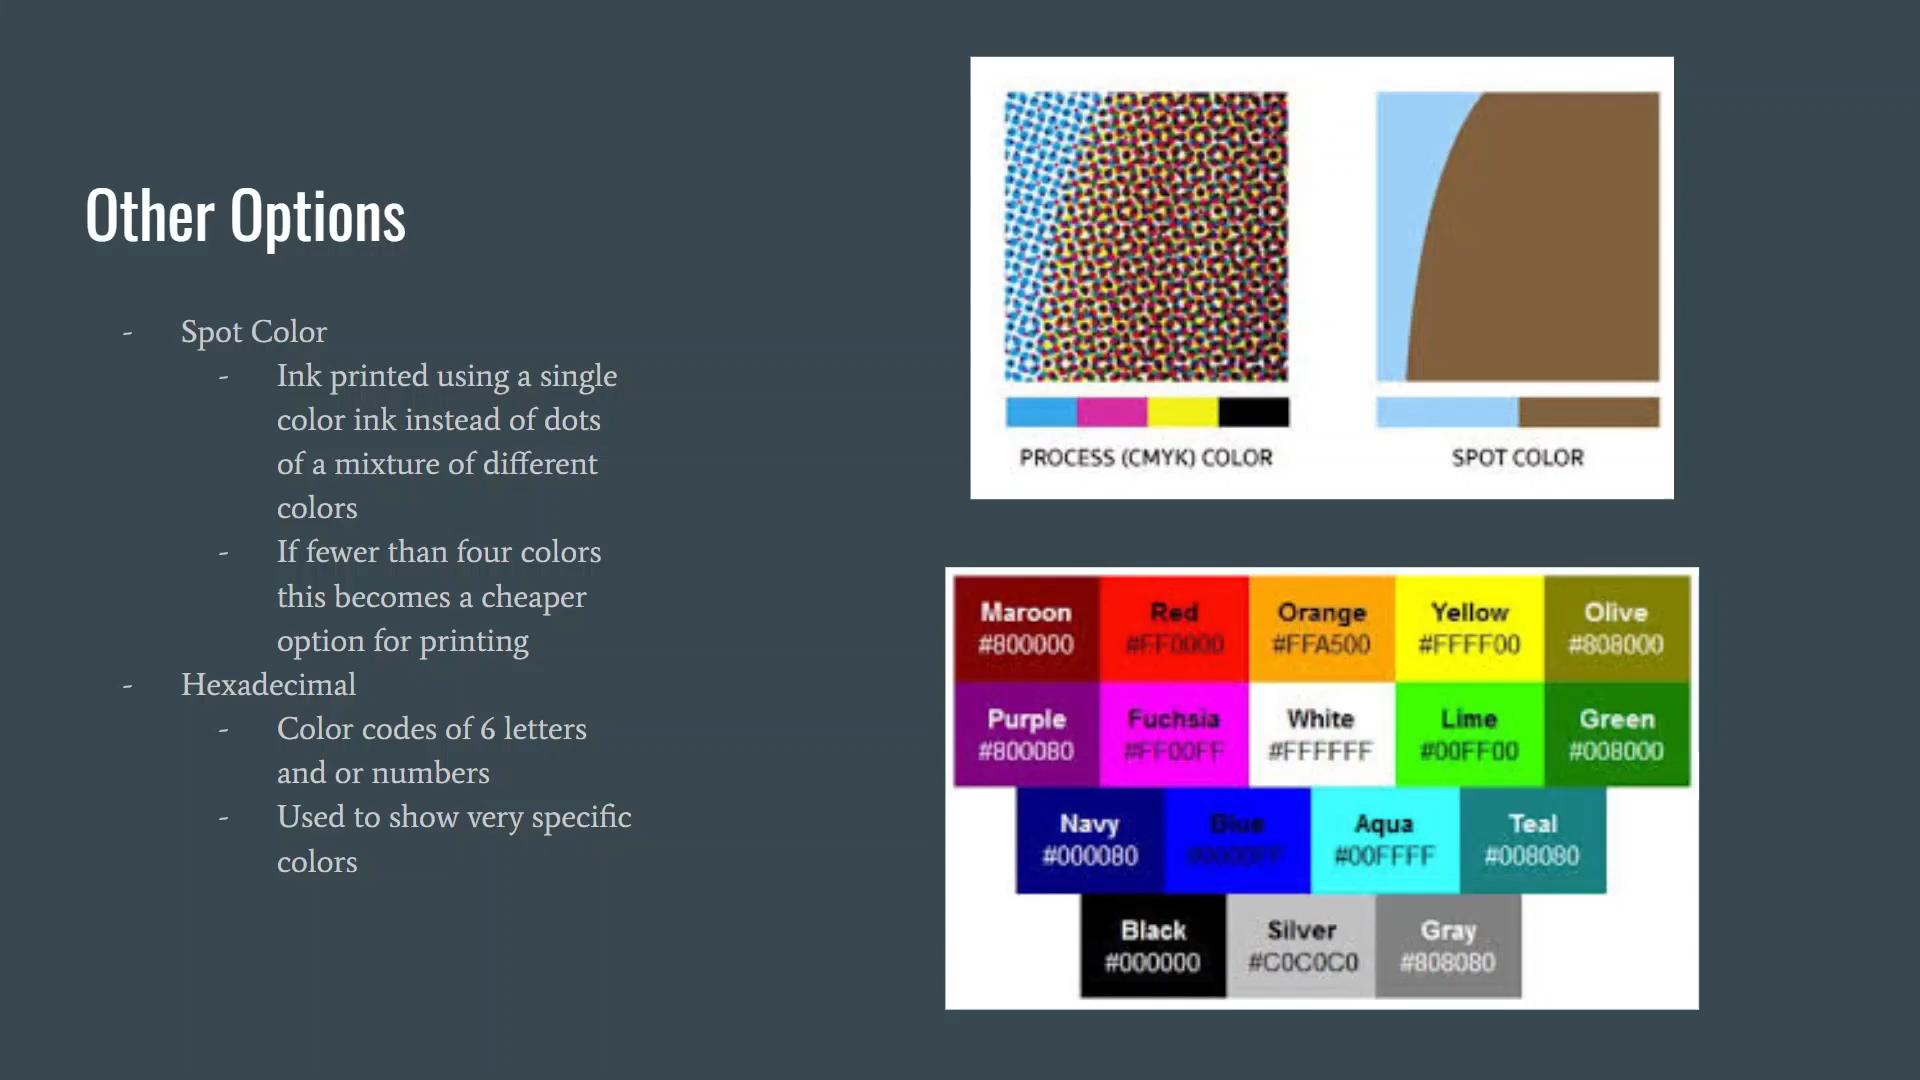 Other Options
- Spot Color
- Ink printed using a single
color ink instead of dots
of a mixture of different
colors
- If fewer than four colors
this becomes a cheaper
option for printing
- Hexadecimal
- Color codes of 6 letters
and or numbers
- Used to show very specific
colors
PROCESS (CMYK) COLOR
SPOT COLOR
Maroon Red Orange Yellow Olive
#800000 #FF0000 #FFA500 #FFFF00 #808000
Purple Fuchsia White Lime Green
#800080 #FF00FF #FFFFFF #00FF00 #008000
Navy Blue Aqua Teal
#000080 #0000FF #00FFFF #008080
Black Silver Gray
#000000 #C0C0C0 #808080